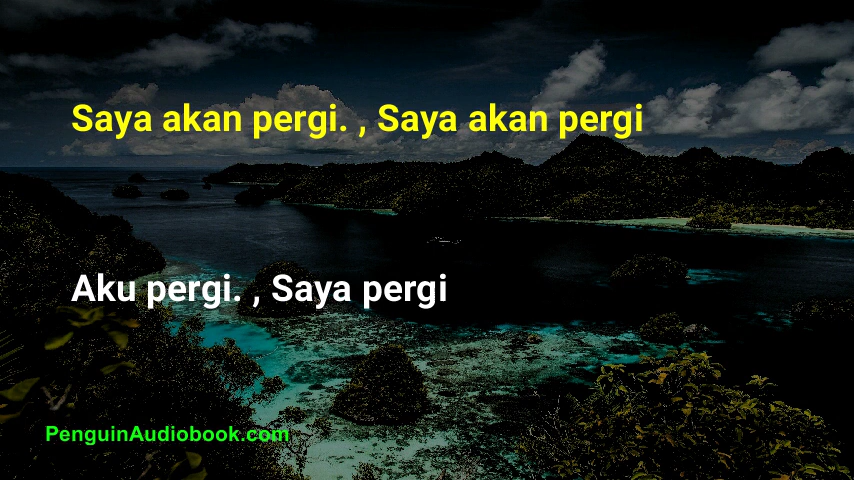 Saya akan pergi. , Saya akan pergi
Aku pergi. , Saya pergi
PenguinAudiobook.com